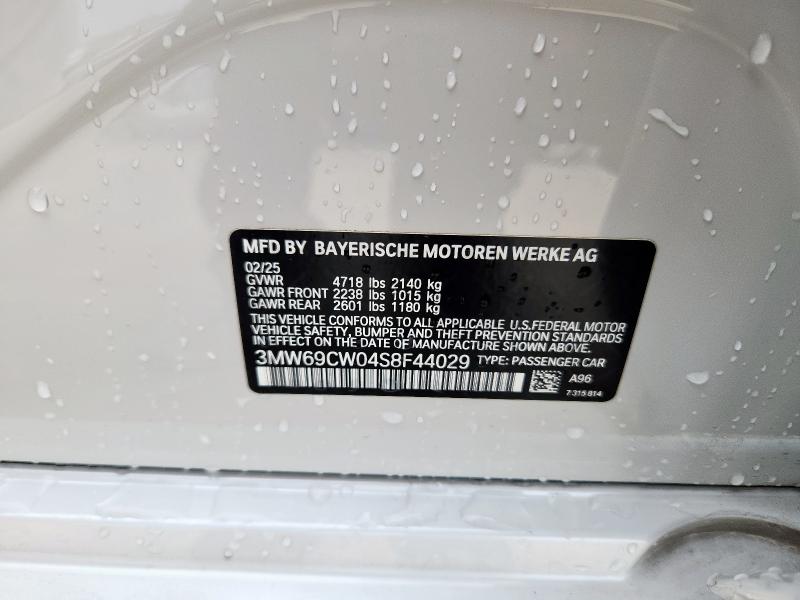 MFD BY BAYERISCHE MOTOREN WERKE AG
02/25
GVWR 4718 lbs 2140 kg
GAWR FRONT 2238 lbs 1015 kg
GAWR REAR 2601 lbs 1180 kg
THIS VEHICLE CONFORMS TO ALL APPLICABLE U.S.FEDERAL MOTOR
VEHICLE SAFETY, BUMPER AND THEFT PREVENTION STANDARDS
IN EFFECT ON THE DATE OF MANUFACTURE SHOWN ABOVE.
3MW69CW04S8F44029 TYPE: PASSENGER CAR
A96
7 315 814